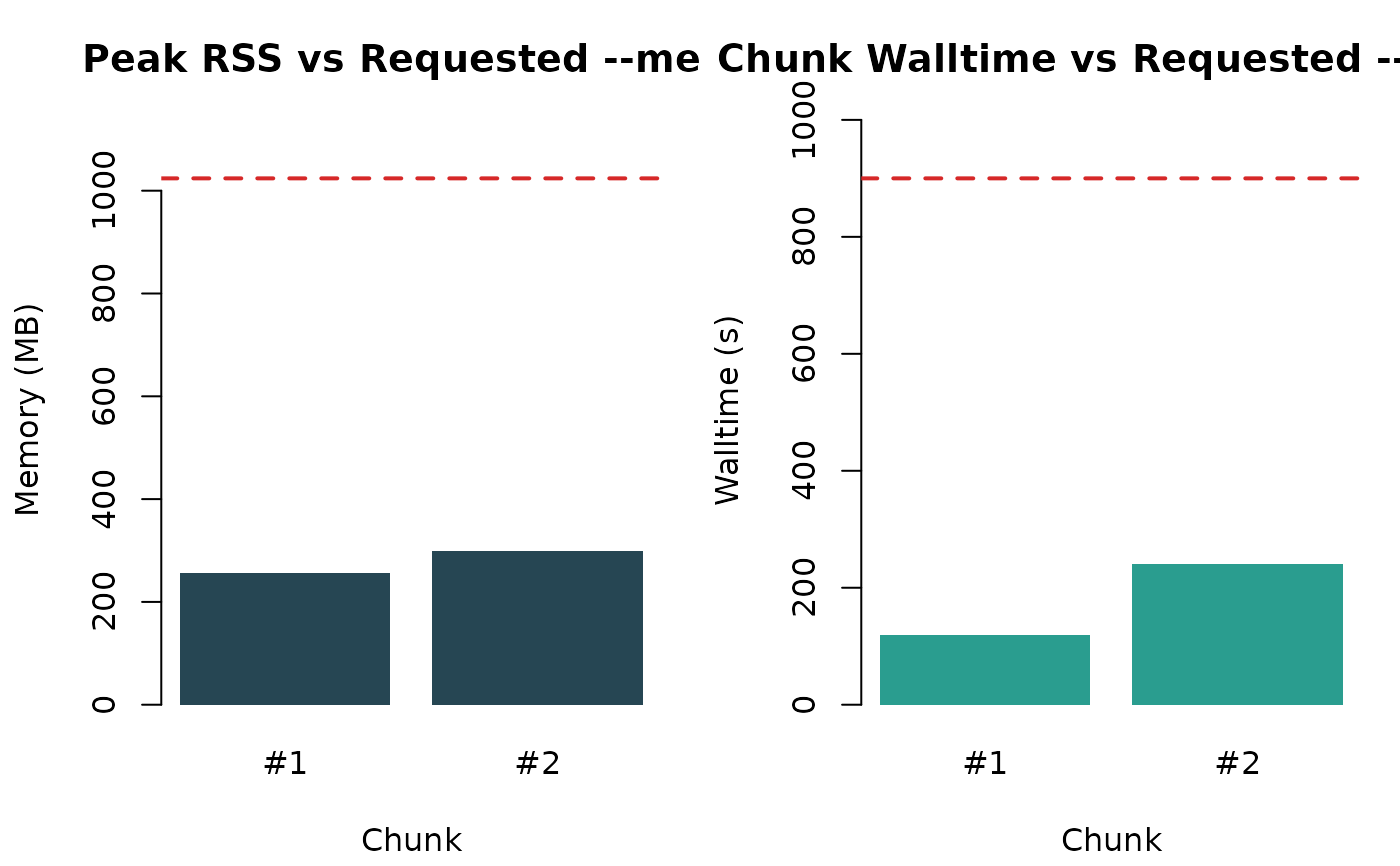 Peak RSS vs Requested --me
Memory (MB)
1000
800
600
400
200
0
#1 #2
Chunk
Chunk Walltime vs Requested --
Walltime (s)
1000
800
600
400
200
0
#1 #2
Chunk